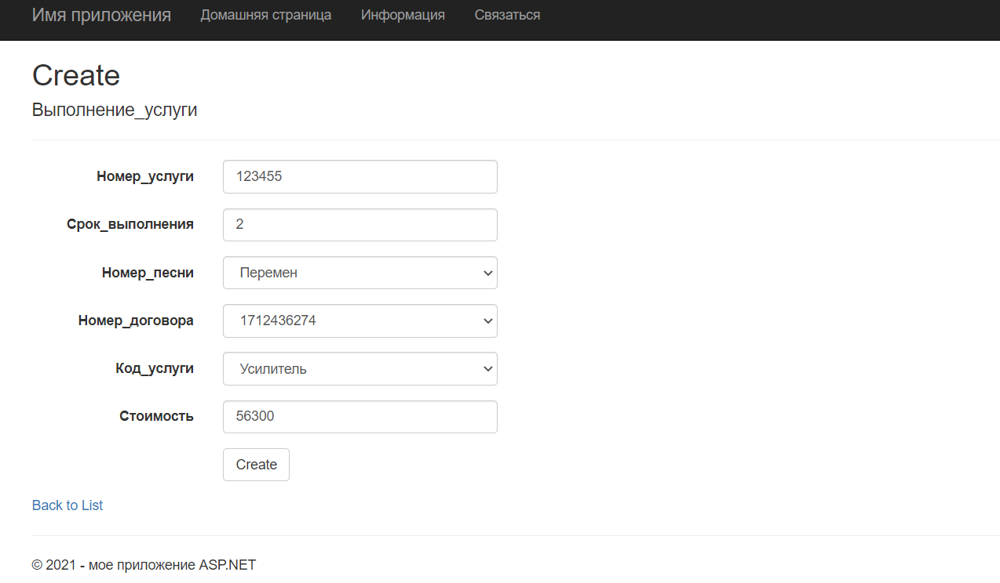 Имя приложения Домашняя страница Информация Связаться
Create
Выполнение_услуги
Номер_услуги 123455
Срок_выполнения 2
Номер_песни Перемен
Номер_договора 1712436274
Код_услуги Усилитель
Стоимость 56300
Create
Back to List
© 2021 - мое приложение ASP.NET